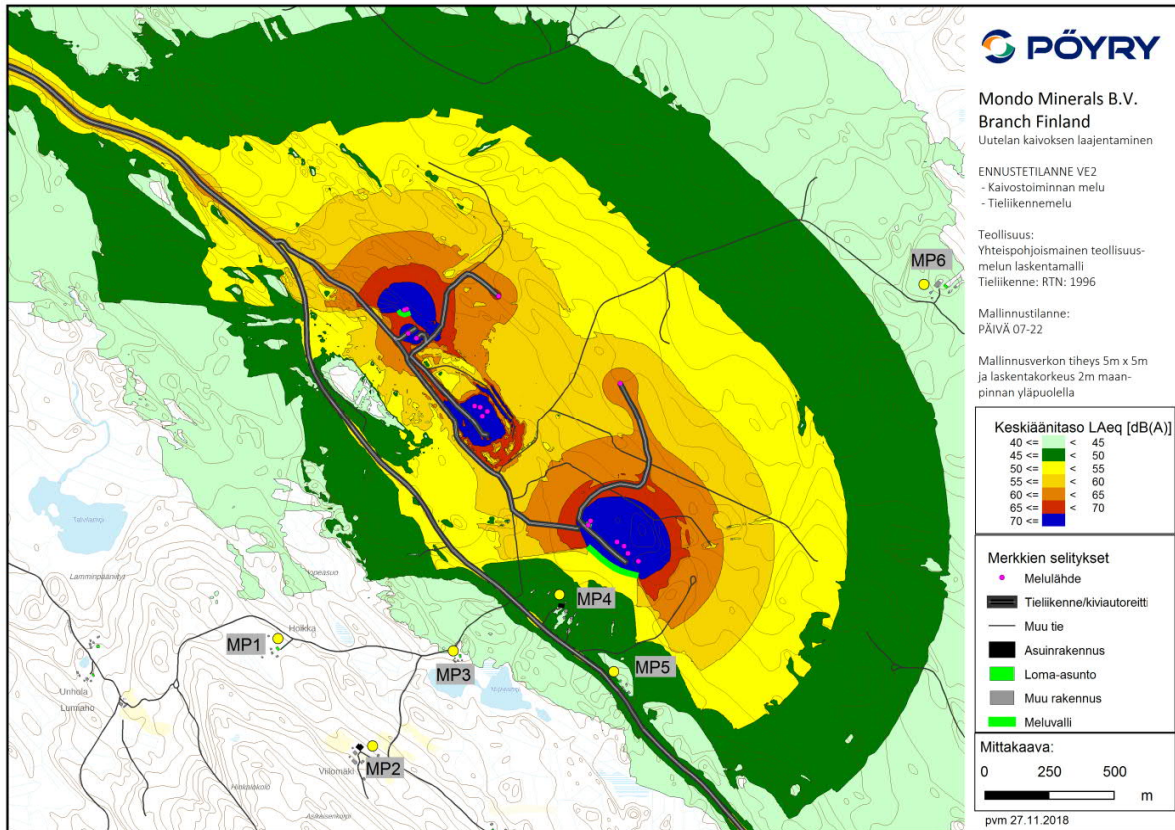 PÖYRY
Mondo Minerals B.V.
Branch Finland
Uutelan kaivoksen laajentaminen
ENNUSTETILANNE VE2
- Kaivostoiminnan melu
- Tieliikennemelu
Teollisuus:
Yhteispohjoismainen teollisuus-
melun laskentamalli
Tieliikenne: RTN: 1996
Mallinnustilanne:
PÄIVÄ 07-22
Mallinnusverkon tiheys 5m x 5m
ja laskentakorkeus 2m maan-
pinnan yläpuolella
Keskiäänitaso LAeq [dB(A)]
40 <= < 45
45 <= < 50
50 <= < 55
55 <= < 60
60 <= < 65
65 <= < 70
70 <=
Merkkien selitykset
Melulähde
Tieliikenne/kiviautoreitti
Muu tie
Asuinrakennus
Loma-asunto
Muu rakennus
Meluvalli
Mittakaava:
0 250 500
m
pvm 27.11.2018
MP6
MP4
MP1
Hoikka
MP3
MP5
MP2
Viilomäki
Unhola
Lumiaho
Lamminpäänityt